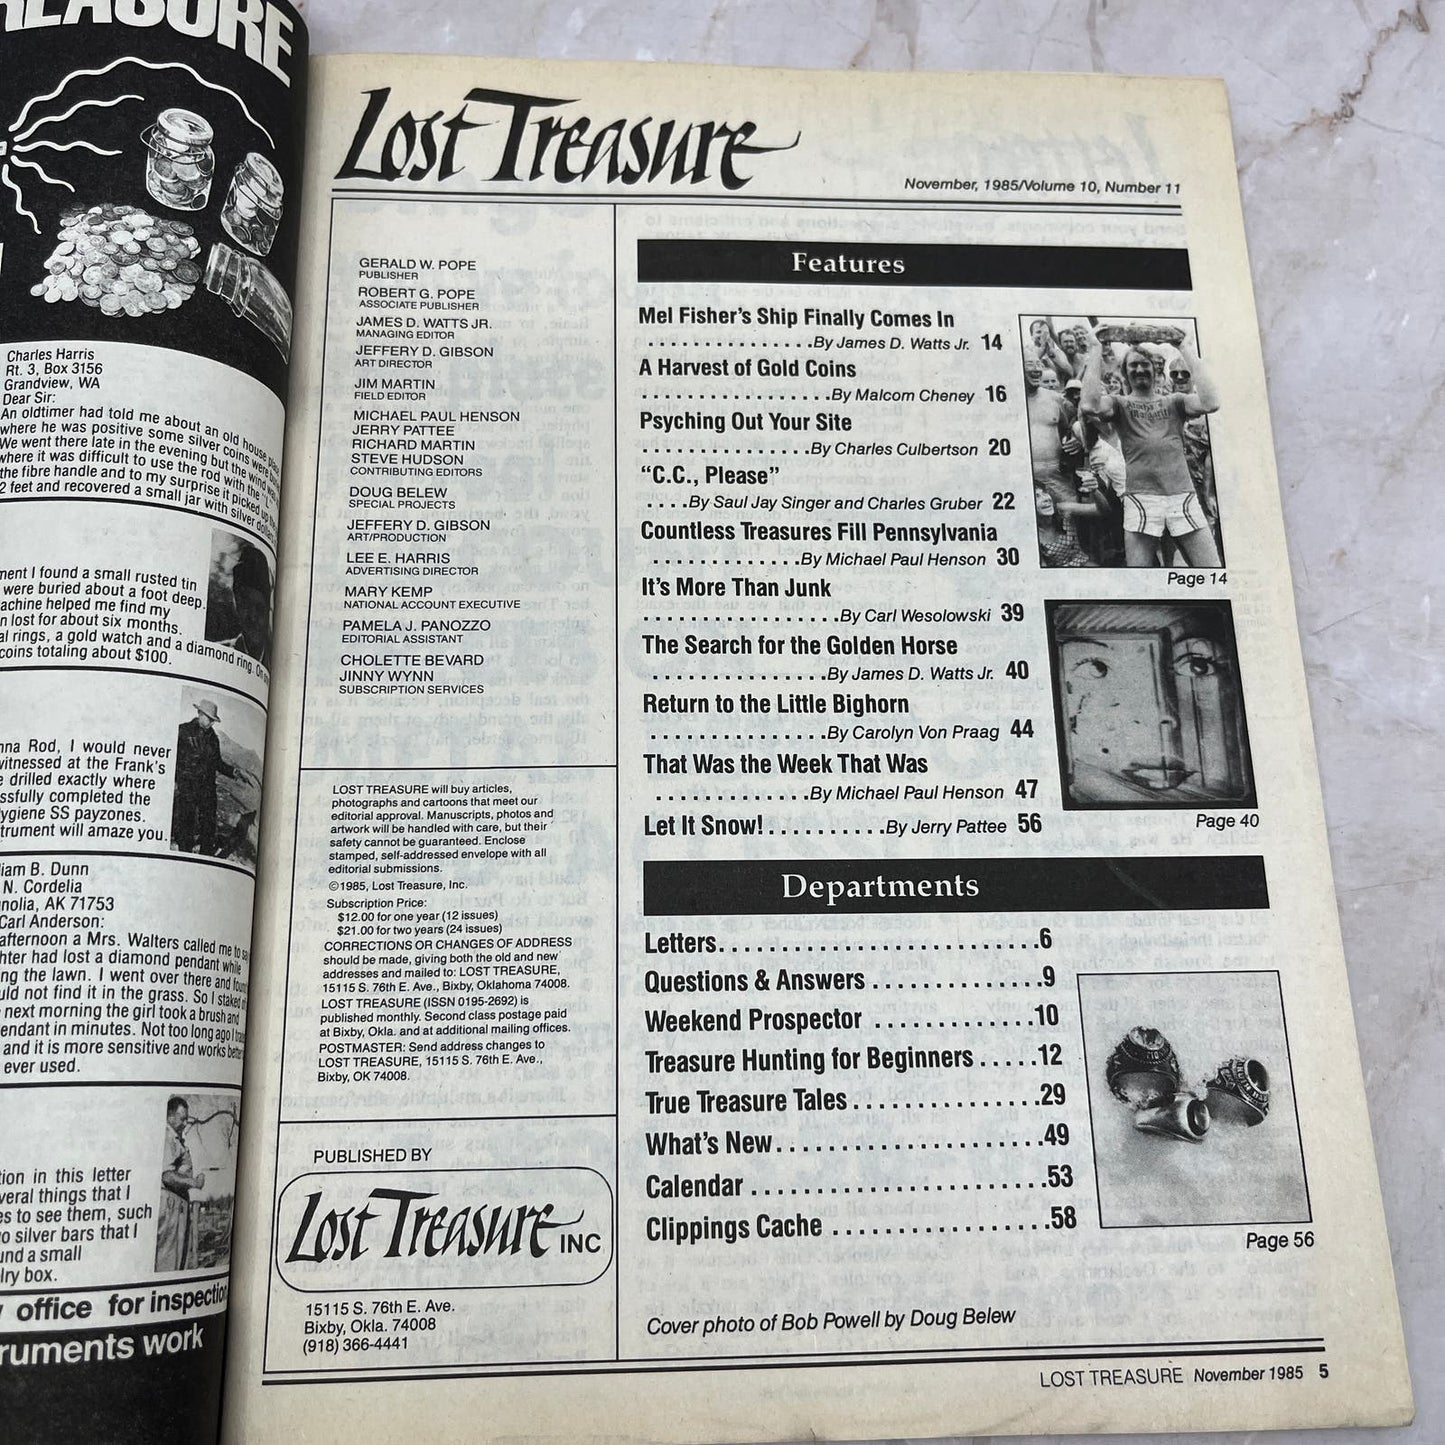 TREASURE
Charles Harris
Rt. 3, Box 3156
Grandview, WA
Dear Sir:
An oldtimer had told me about an old house place
where he was positive some silver coins were
We went there late in the evening but the wind was
where it was difficult to use the rod with the
the fibre handle and to my surprise it picked up
2 feet and recovered a small jar with silver
I found a small rusted tin
were buried about a foot deep.
machine helped me find my
lost for about six months.
rings, a gold watch and a diamond ring. On
coins totaling about $100.
Rod, I would never
witnessed at the Frank's
drilled exactly where
completed the
SS payzones.
will amaze you.
B. Dunn
N. Cordelia
AK 71753
Carl Anderson:
afternoon a Mrs. Walters called me to
had lost a diamond pendant while
the lawn. I went over there and found
not find it in the grass. So I staked
next morning the girl took a brush and
in minutes. Not too long ago I
and it is more sensitive and works better
ever used.
in this letter
several things that I
to see them, such
silver bars that I
a small
box.
office for inspection
work
Lost Treasure
November, 1985/Volume 10, Number 11
GERALD W. POPE
PUBLISHER
ROBERT G. POPE
ASSOCIATE PUBLISHER
JAMES D. WATTS JR.
MANAGING EDITOR
JEFFERY D. GIBSON
ART DIRECTOR
JIM MARTIN
FIELD EDITOR
MICHAEL PAUL HENSON
JERRY PATTEE
RICHARD MARTIN
STEVE HUDSON
CONTRIBUTING EDITORS
DOUG BELEW
SPECIAL PROJECTS
JEFFERY D. GIBSON
ART/PRODUCTION
LEE E. HARRIS
ADVERTISING DIRECTOR
MARY KEMP
NATIONAL ACCOUNT EXECUTIVE
PAMELA J. PANOZZO
EDITORIAL ASSISTANT
CHOLETTE BEVARD
JINNY WYNN
SUBSCRIPTION SERVICES
LOST TREASURE will buy articles,
photographs and cartoons that meet our
editorial approval. Manuscripts, photos and
artwork will be handled with care, but their
safety cannot be guaranteed. Enclose
stamped, self-addressed envelope with all
editorial submissions.
©1985, Lost Treasure, Inc.
Subscription Price:
$12.00 for one year (12 issues)
$21.00 for two years (24 issues)
CORRECTIONS OR CHANGES OF ADDRESS
should be made, giving both the old and new
addresses and mailed to: LOST TREASURE,
15115 S. 76th E. Ave., Bixby, Oklahoma 74008.
LOST TREASURE (ISSN 0195-2692) is
published monthly. Second class postage paid
at Bixby, Okla. and at additional mailing offices.
POSTMASTER: Send address changes to
LOST TREASURE, 15115 S. 76th E. Ave.,
Bixby, OK 74008.
PUBLISHED BY
Lost Treasure INC
15115 S. 76th E. Ave.
Bixby, Okla. 74008
(918) 366-4441
Features
Mel Fisher's Ship Finally Comes In
...............By James D. Watts Jr. 14
A Harvest of Gold Coins
.................By Malcom Cheney 16
Psyching Out Your Site
...............By Charles Culbertson 20
"C.C., Please"
....By Saul Jay Singer and Charles Gruber 22
Countless Treasures Fill Pennsylvania
.............By Michael Paul Henson 30
It's More Than Junk
..................By Carl Wesolowski 39
The Search for the Golden Horse
................By James D. Watts Jr. 40
Return to the Little Bighorn
...............By Carolyn Von Praag 44
That Was the Week That Was
.............By Michael Paul Henson 47
Let It Snow!..........By Jerry Pattee 56
Page 14
Page 40
Departments
Letters.............................6
Questions & Answers ...............9
Weekend Prospector .............10
Treasure Hunting for Beginners .....12
True Treasure Tales ...............29
What's New......................49
Calendar ........................53
Clippings Cache .................58
Page 56
Cover photo of Bob Powell by Doug Belew
LOST TREASURE November 1985 5